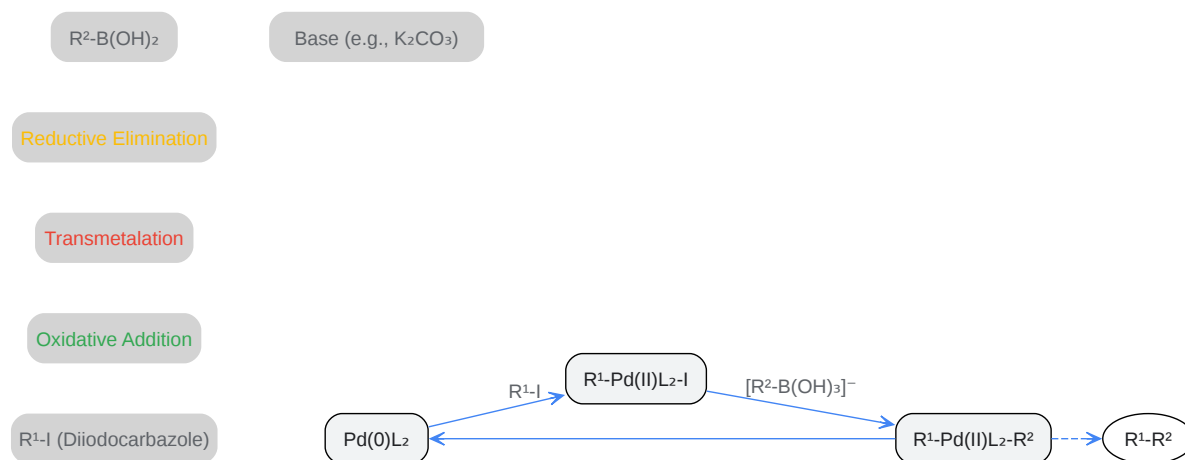 R²-B(OH)₂
Base (e.g., K₂CO₃)
Reductive Elimination
Transmetalation
Oxidative Addition
R¹-Pd(II)L₂-I
R¹-I
[R²-B(OH)₃]⁻
R¹-I (Diiodocarbazole)
Pd(0)L₂
R¹-Pd(II)L₂-R²
R¹-R²